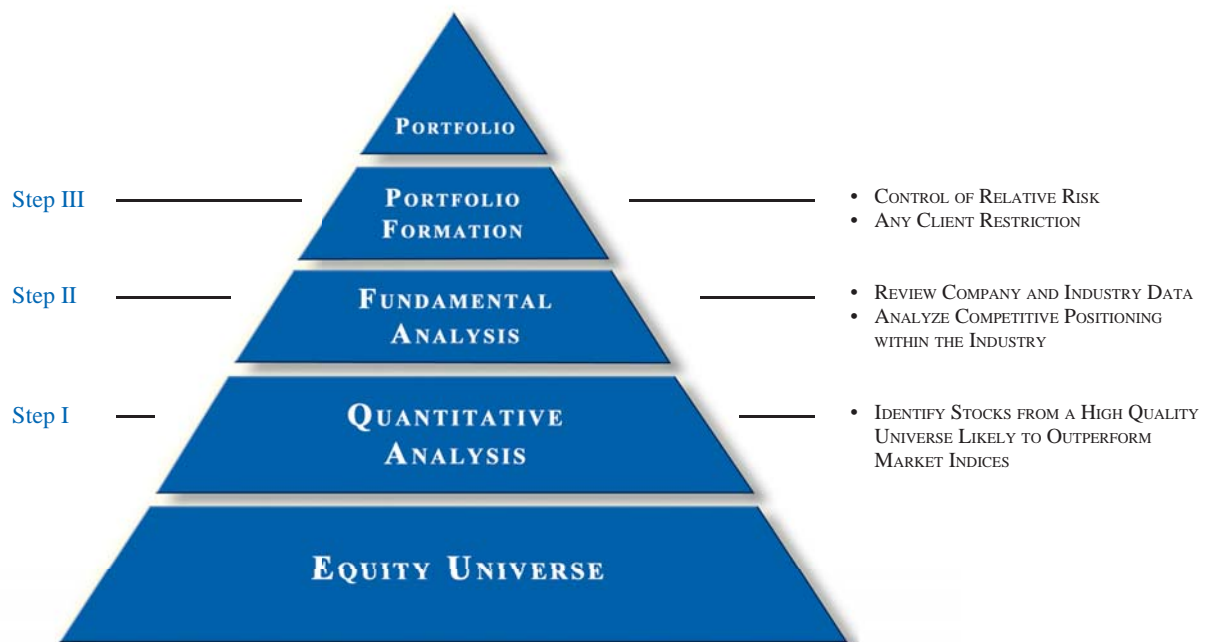 PORTFOLIO
Step III
PORTFOLIO
FORMATION
• CONTROL OF RELATIVE RISK
• ANY CLIENT RESTRICTION
Step II
FUNDAMENTAL
ANALYSIS
• REVIEW COMPANY AND INDUSTRY DATA
• ANALYZE COMPETITIVE POSITIONING
WITHIN THE INDUSTRY
Step I
QUANTITATIVE
ANALYSIS
• IDENTIFY STOCKS FROM A HIGH QUALITY
UNIVERSE LIKELY TO OUTPERFORM
MARKET INDICES
EQUITY UNIVERSE